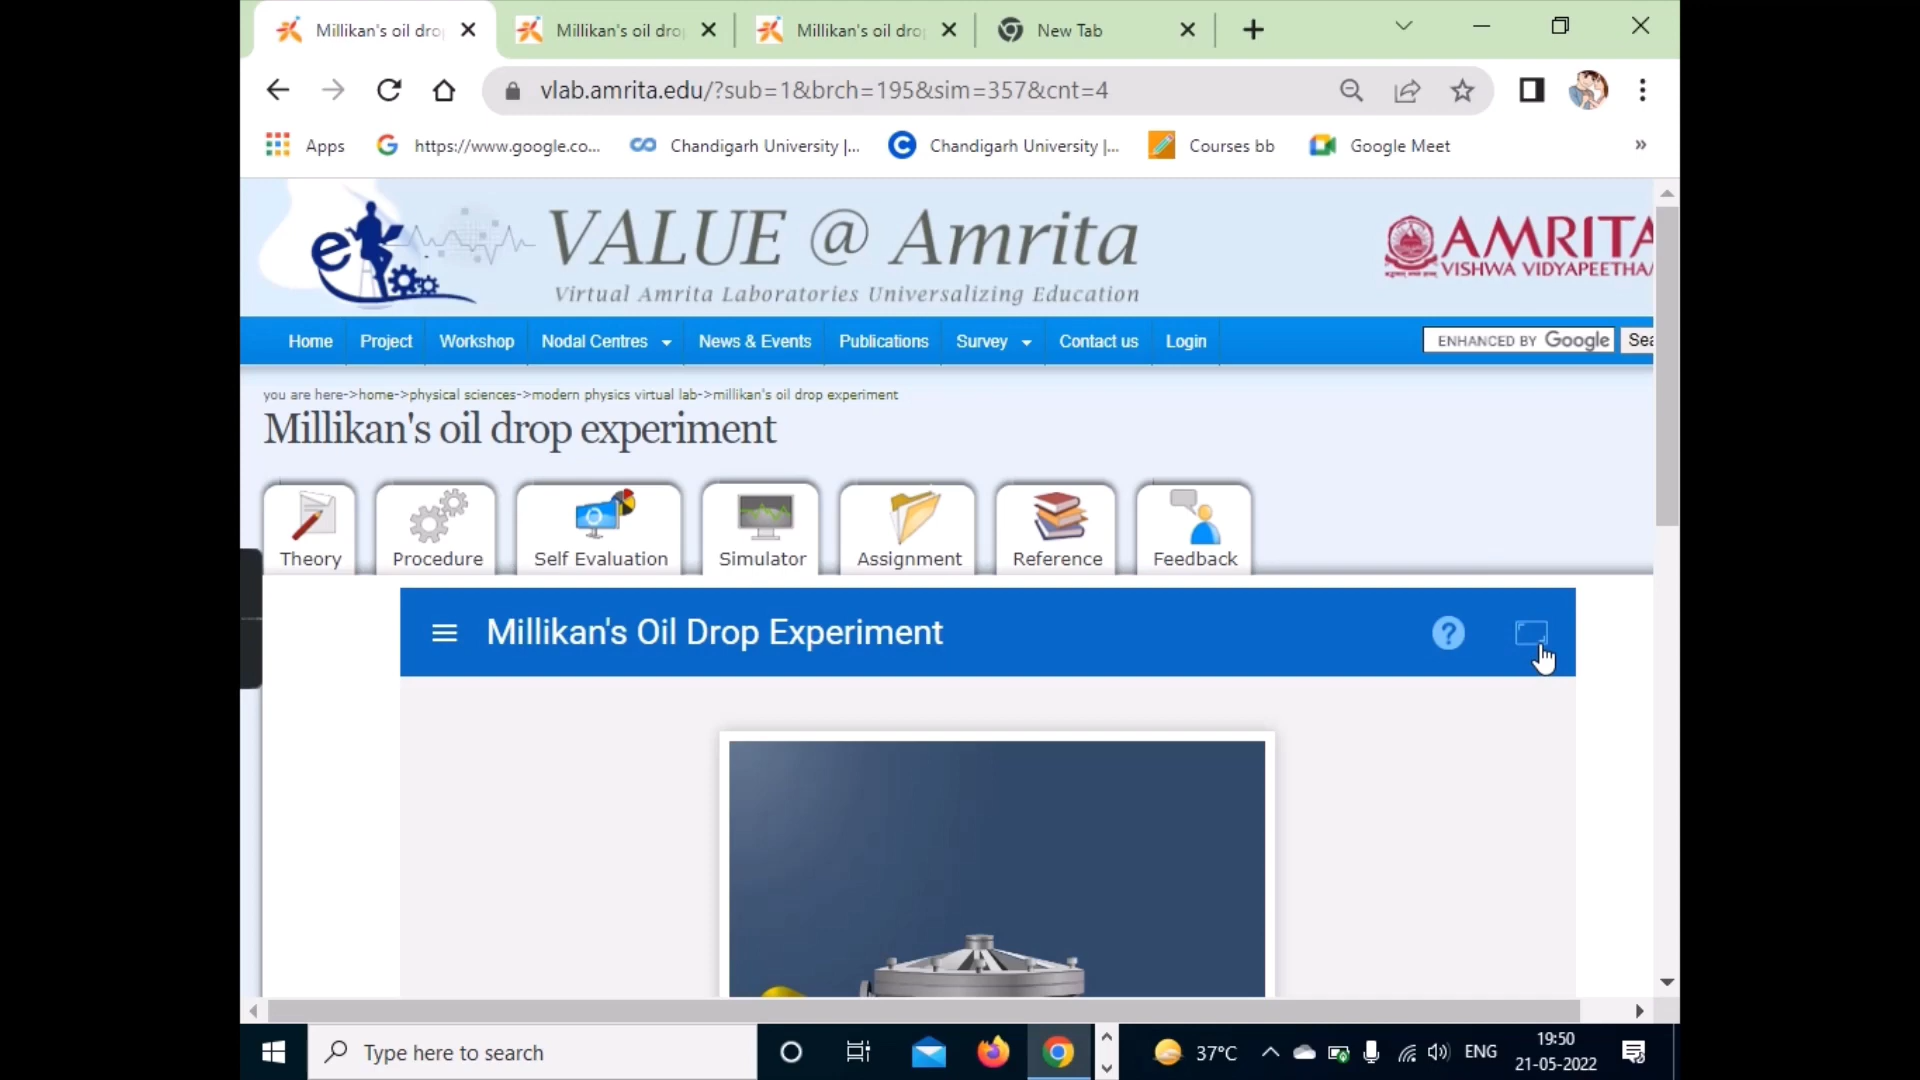 Millikan's oil dro
Millikan's oil dro
Millikan's oil dro
New Tab
vlab.amrita.edu/?sub=1&brch=195&sim=357&cnt=4
Apps
https://www.google.co...
Chandigarh University |...
Chandigarh University |...
Courses bb
Google Meet
»
VALUE @ Amrita
Virtual Amrita Laboratories Universalizing Education
AMRITA
VISHWA VIDYAPEETHA
Home
Project
Workshop
Nodal Centres
News & Events
Publications
Survey
Contact us
Login
ENHANCED BY Google
Sea
you are here->home->physical sciences->modern physics virtual lab->millikan's oil drop experiment
Millikan's oil drop experiment
Theory
Procedure
Self Evaluation
Simulator
Assignment
Reference
Feedback
Millikan's Oil Drop Experiment
?
Type here to search
37°C
ENG
19:50
21-05-2022